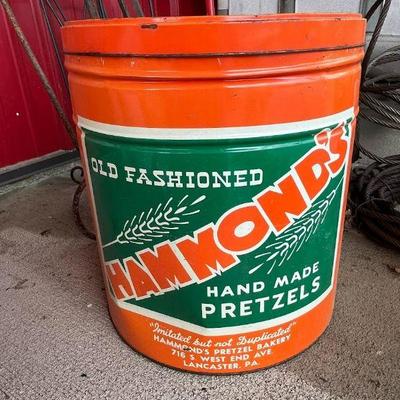 OLD FASHIONED
HAMMOND'S
HAND MADE
PRETZELS
"Imitated but not Duplicated"
HAMMOND'S PRETZEL BAKERY
716 S WEST END AVE.
LANCASTER, PA.